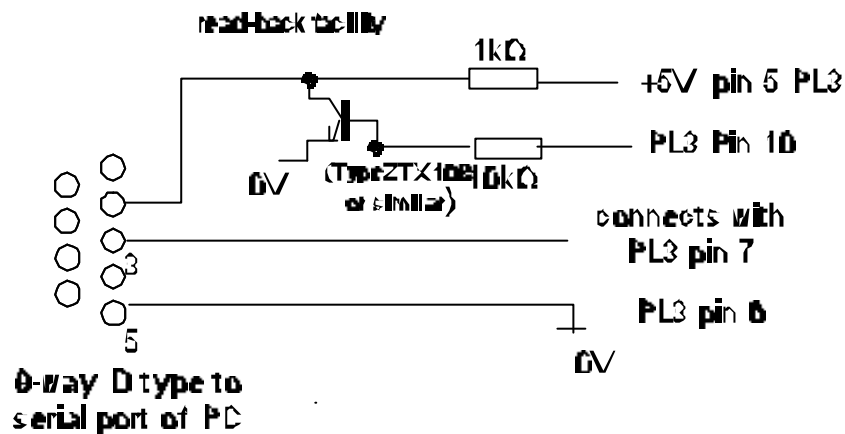 read-back facility
1kΩ
+5V pin 5 PL3
PL3 Pin 10
0V
(Type ZTX108
or similar)
10kΩ
connects with
PL3 pin 7
3
PL3 pin 6
5
0V
9-way D type to
serial port of PC